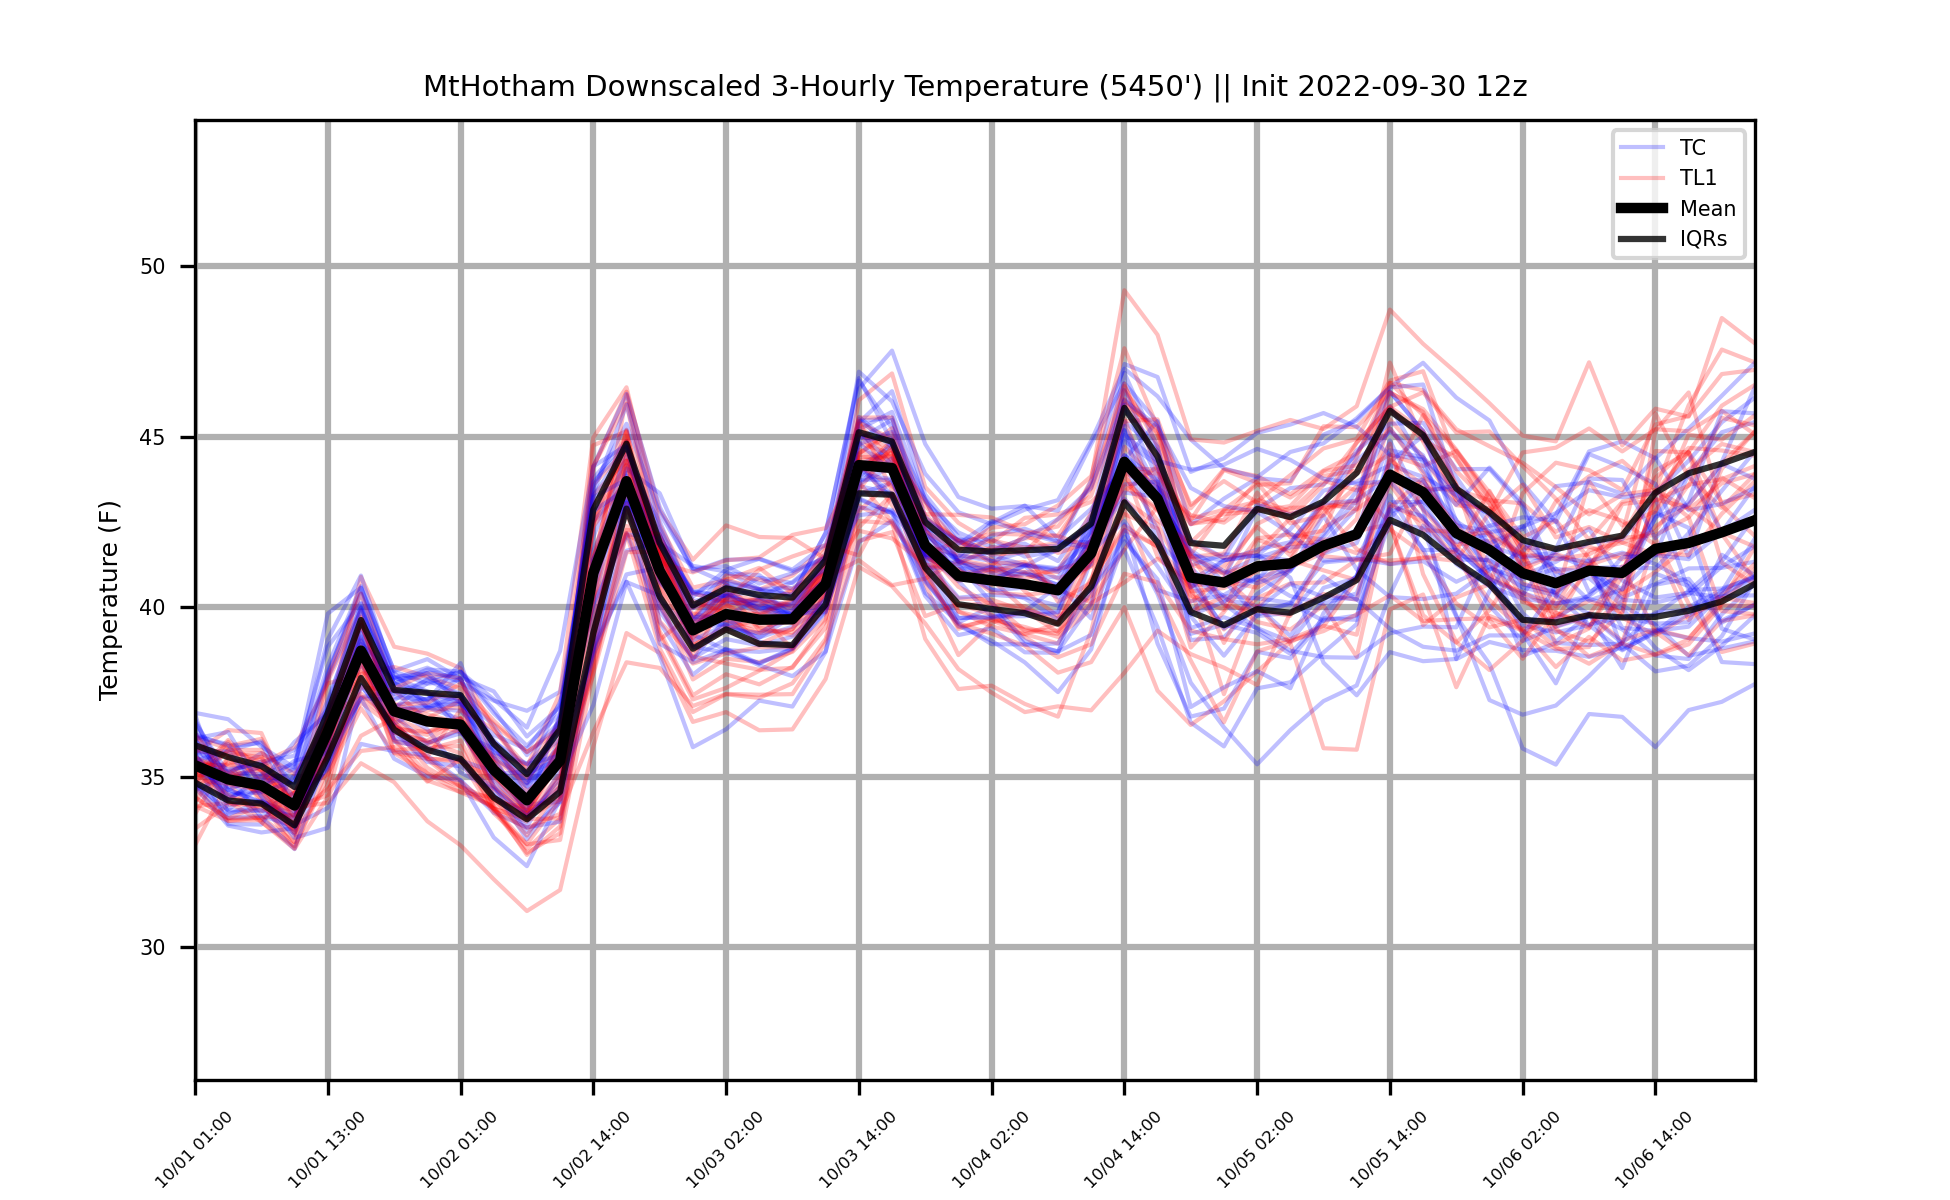 MtHotham Downscaled 3-Hourly Temperature (5450') || Init 2022-09-30 12z
TC
TL1
Mean
IQRs
Temperature (F)
50
45
40
35
30
10/01 01:00
10/01 13:00
10/02 01:00
10/02 14:00
10/03 02:00
10/03 14:00
10/04 02:00
10/04 14:00
10/05 02:00
10/05 14:00
10/06 02:00
10/06 14:00